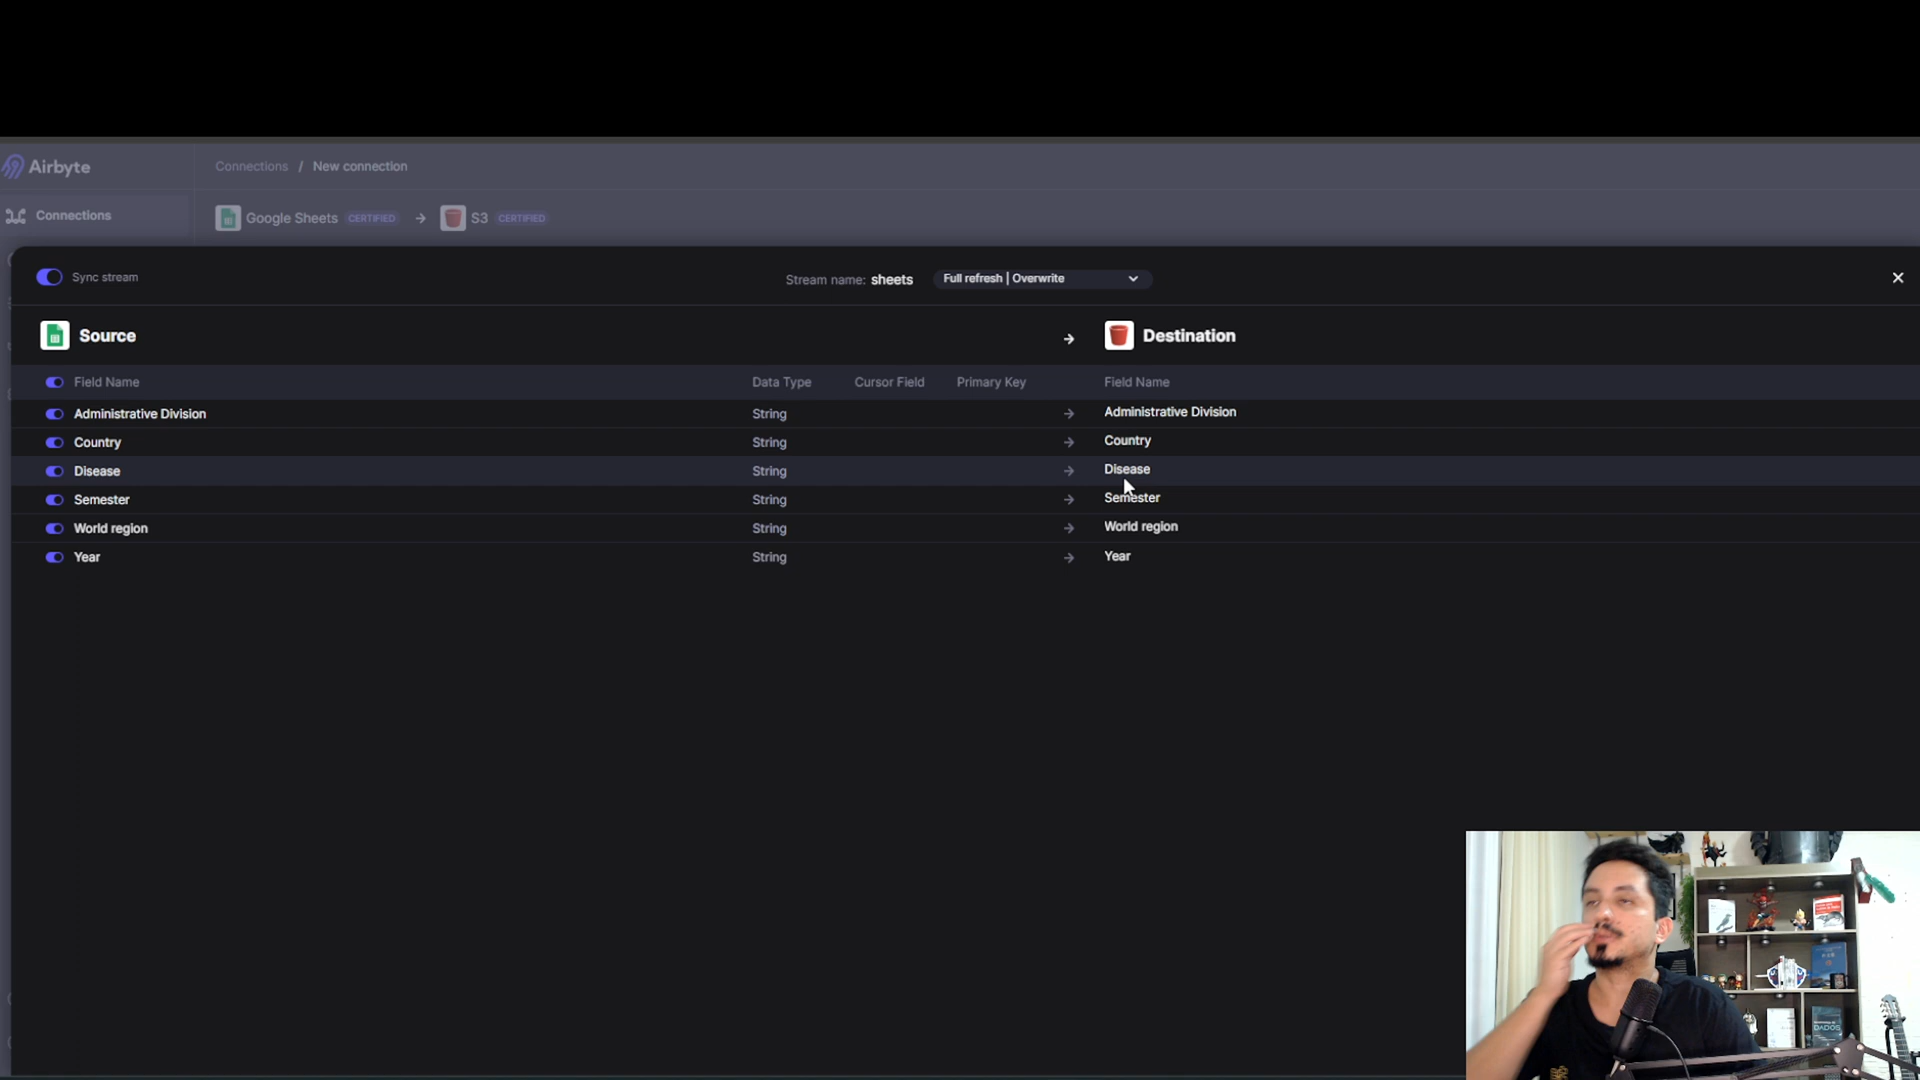 Airbyte
Connections / New connection
Connections
Google Sheets CERTIFIED → S3 CERTIFIED
Sync stream
Stream name: sheets
Full refresh | Overwrite
Source → Destination
Field Name Data Type Cursor Field Primary Key Field Name
Administrative Division String → Administrative Division
Country String → Country
Disease String → Disease
Semester String → Semester
World region String → World region
Year String → Year
DADOS